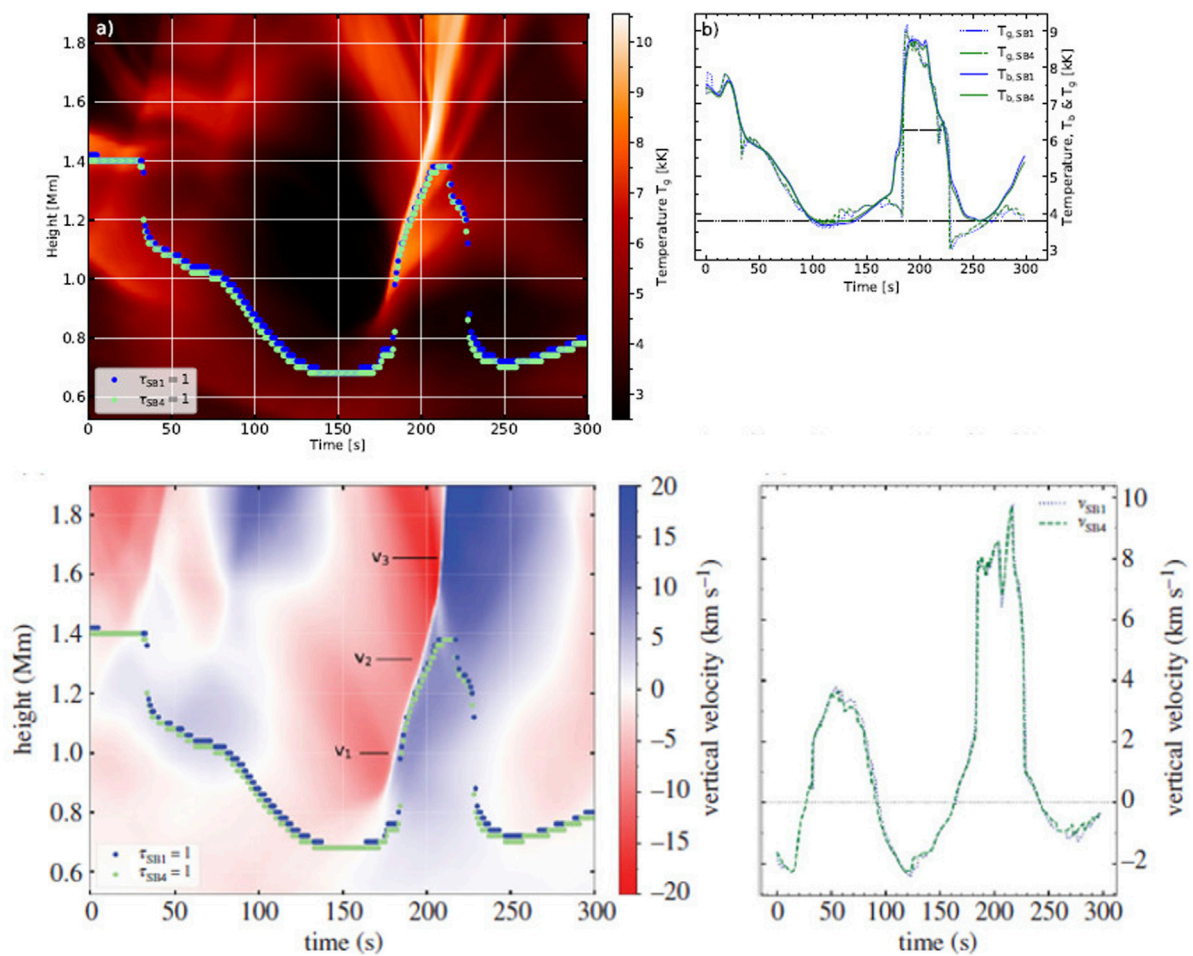 a)
1.8
1.6
1.4
1.2
1.0
0.8
0.6
Height [Mm]
τSB1 = 1
τSB4 = 1
0 50 100 150 200 250 300
Time [s]
10
9
8
7
6
5
4
3
Temperature Tg [kK]
b)
Tg,SB1
Tg,SB4
Tb,SB1
Tb,SB4
9
8
7
6
5
4
3
Temperature, Tb & Tg [kK]
0 50 100 150 200 250 300
Time [s]
1.8
1.6
1.4
1.2
1.0
0.8
0.6
height (Mm)
v3
v2
v1
τSB1 = 1
τSB4 = 1
0 50 100 150 200 250 300
time (s)
20
15
10
5
0
−5
−10
−15
−20
vertical velocity (km s−1)
vSB1
vSB4
10
8
6
4
2
0
−2
vertical velocity (km s−1)
0 50 100 150 200 250 300
time (s)